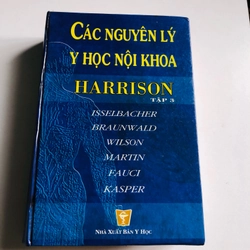 CÁC NGUYÊN LÝ
Y HỌC NỘI KHOA
HARRISON
TẬP 3
ISSELBACHER
BRAUNWALD
WILSON
MARTIN
FAUCI
KASPER
NHÀ XUẤT BẢN Y HỌC